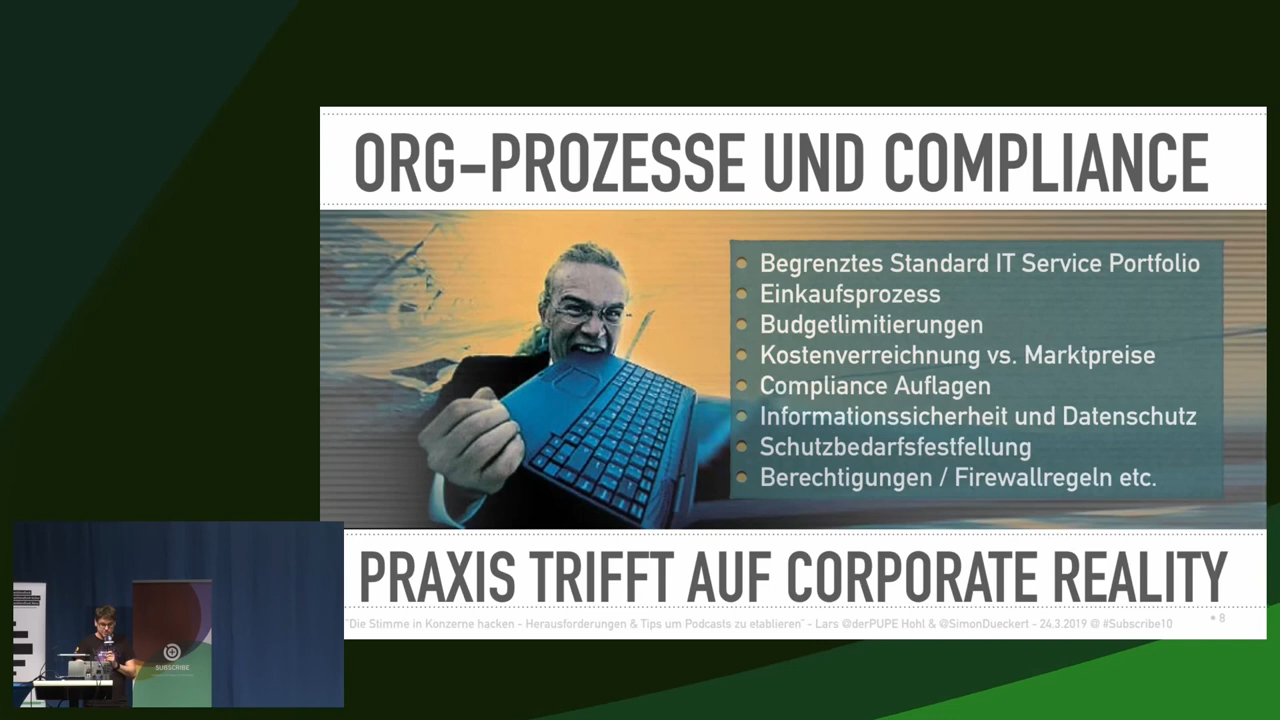 ORG-PROZESSE UND COMPLIANCE
Begrenztes Standard IT Service Portfolio
Einkaufsprozess
Budgetlimitierungen
Kostenverreichnung vs. Marktpreise
Compliance Auflagen
Informationssicherheit und Datenschutz
Schutzbedarfsfestfellung
Berechtigungen / Firewallregeln etc.
PRAXIS TRIFFT AUF CORPORATE REALITY
"Die Stimme in Konzerne hacken - Herausforderungen & Tips um Podcasts zu etablieren" - Lars @derPUPE Hohl & @SimonDueckert - 24.3.2019 @ #Subscribe10
8
SUBSCRIBE